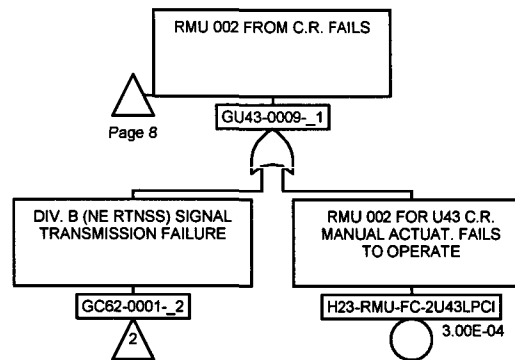 RMU 002 FROM C.R. FAILS
Page 8
GU43-0009-_1
DIV. B (NE RTNSS) SIGNAL
TRANSMISSION FAILURE
GC62-0001-_2
2
RMU 002 FOR U43 C.R.
MANUAL ACTUAT. FAILS
TO OPERATE
H23-RMU-FC-2U43LPCI
3.00E-04